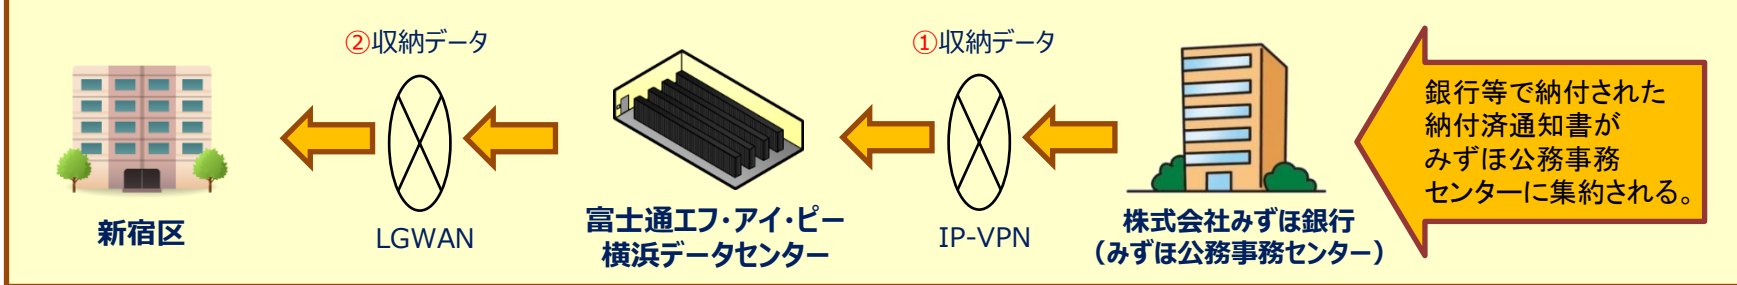 ②収納データ
①収納データ
銀行等で納付された
納付済通知書が
みずほ公務事務
センターに集約される。
新宿区
LGWAN
富士通エフ・アイ・ピー
横浜データセンター
IP-VPN
株式会社みずほ銀行
（みずほ公務事務センター）